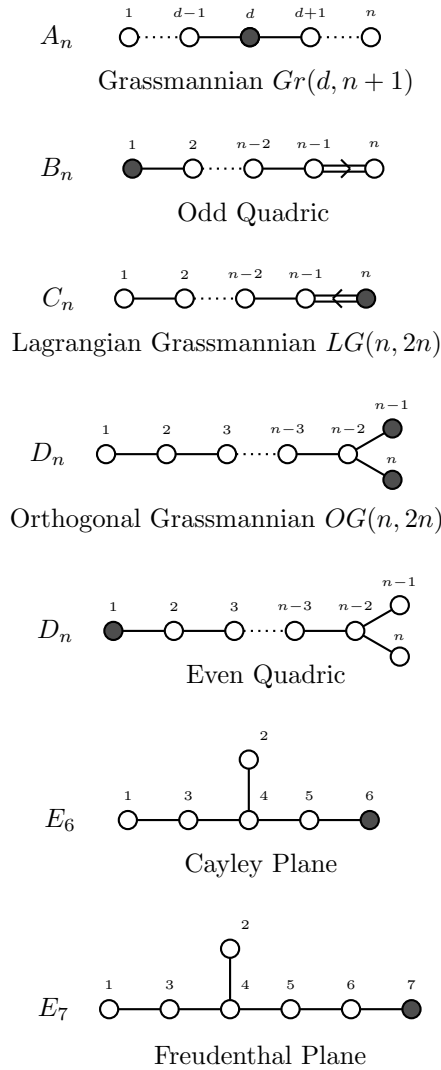 1 d−1 d d+1 n
A_n
Grassmannian Gr(d, n + 1)
1 2 n−2 n−1 n
B_n
Odd Quadric
1 2 n−2 n−1 n
C_n
Lagrangian Grassmannian LG(n, 2n)
n−1
1 2 3 n−3 n−2
D_n
n
Orthogonal Grassmannian OG(n, 2n)
n−1
1 2 3 n−3 n−2
D_n
n
Even Quadric
2
1 3 4 5 6
E_6
Cayley Plane
2
1 3 4 5 6 7
E_7
Freudenthal Plane